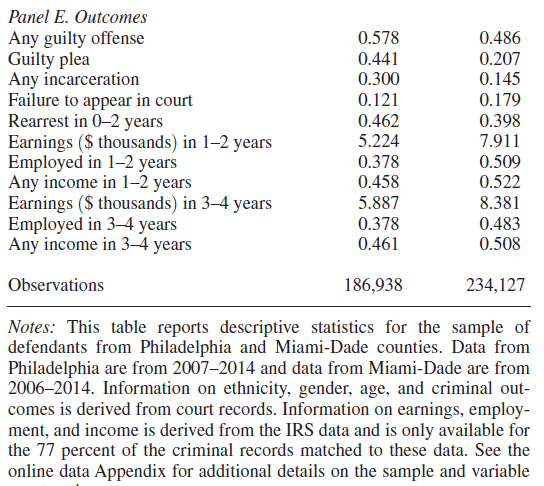 Panel E. Outcomes
Any guilty offense 0.578 0.486
Guilty plea 0.441 0.207
Any incarceration 0.300 0.145
Failure to appear in court 0.121 0.179
Rearrest in 0–2 years 0.462 0.398
Earnings ($ thousands) in 1–2 years 5.224 7.911
Employed in 1–2 years 0.378 0.509
Any income in 1–2 years 0.458 0.522
Earnings ($ thousands) in 3–4 years 5.887 8.381
Employed in 3–4 years 0.378 0.483
Any income in 3–4 years 0.461 0.508
Observations 186,938 234,127
Notes: This table reports descriptive statistics for the sample of
defendants from Philadelphia and Miami-Dade counties. Data from
Philadelphia are from 2007–2014 and data from Miami-Dade are from
2006–2014. Information on ethnicity, gender, age, and criminal out-
comes is derived from court records. Information on earnings, employ-
ment, and income is derived from the IRS data and is only available for
the 77 percent of the criminal records matched to these data. See the
online data Appendix for additional details on the sample and variable